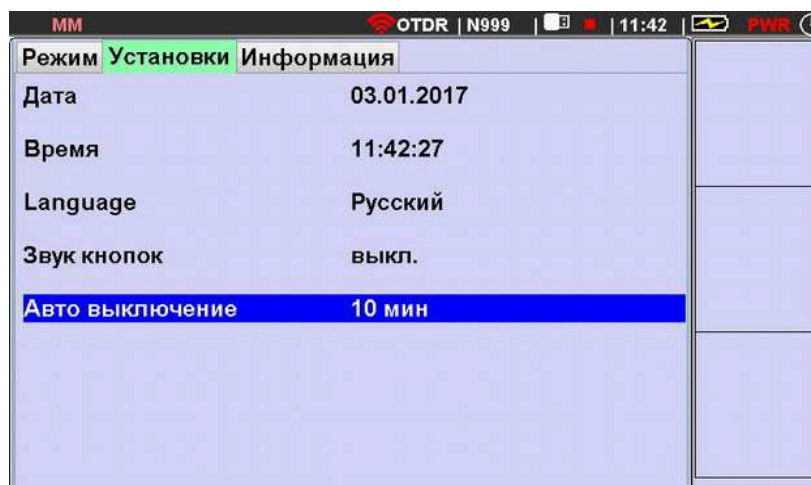 MM OTDR | N999 | | 11:42 | PWR
Режим Установки Информация
Дата 03.01.2017
Время 11:42:27
Language Русский
Звук кнопок выкл.
Авто выключение 10 мин